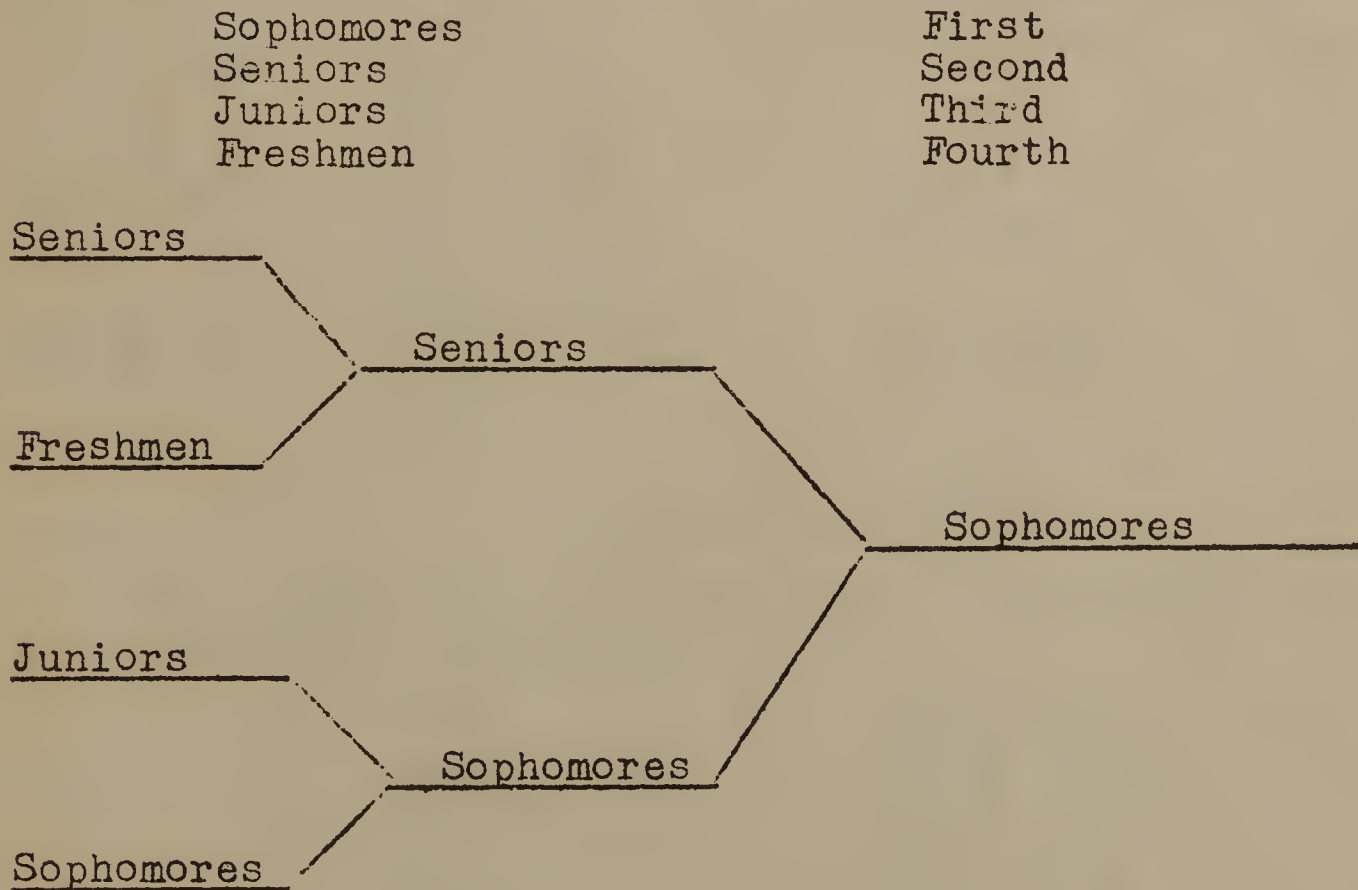 Sophomores First
Seniors Second
Juniors Third
Freshmen Fourth
Seniors
Seniors
Freshmen
Sophomores
Juniors
Sophomores
Sophomores